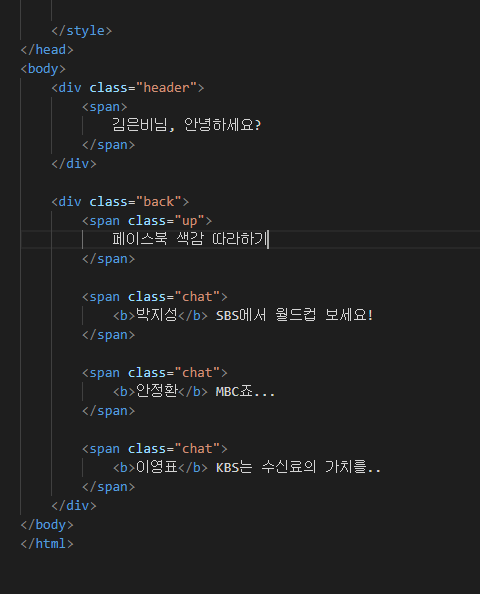 </style>
</head>
<body>
<div class="header">
<span>
김은비님, 안녕하세요?
</span>
</div>
<div class="back">
<span class="up">
페이스북 색감 따라하기
</span>
<span class="chat">
<b>박지성</b> SBS에서 월드컵 보세요!
</span>
<span class="chat">
<b>안정환</b> MBC죠...
</span>
<span class="chat">
<b>이영표</b> KBS는 수신료의 가치를..
</span>
</div>
</body>
</html>